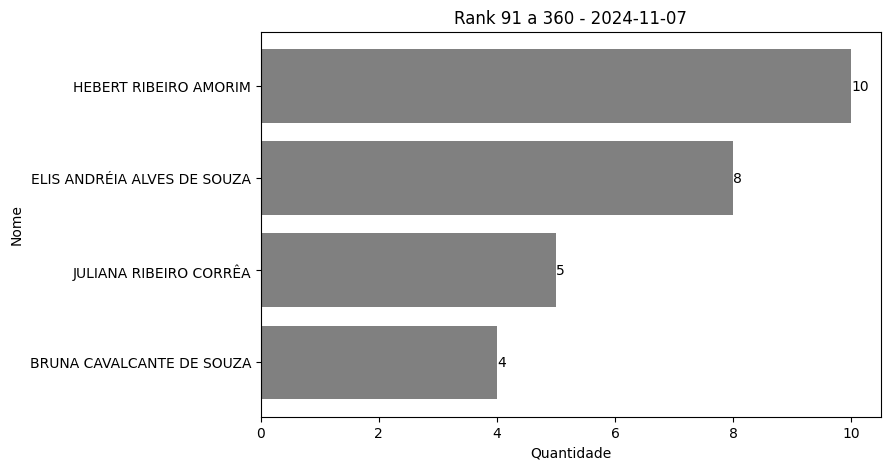 Rank 91 a 360 - 2024-11-07
HEBERT RIBEIRO AMORIM
10
ELIS ANDRÉIA ALVES DE SOUZA
8
Nome
JULIANA RIBEIRO CORRÊA
5
BRUNA CAVALCANTE DE SOUZA
4
0 2 4 6 8 10
Quantidade